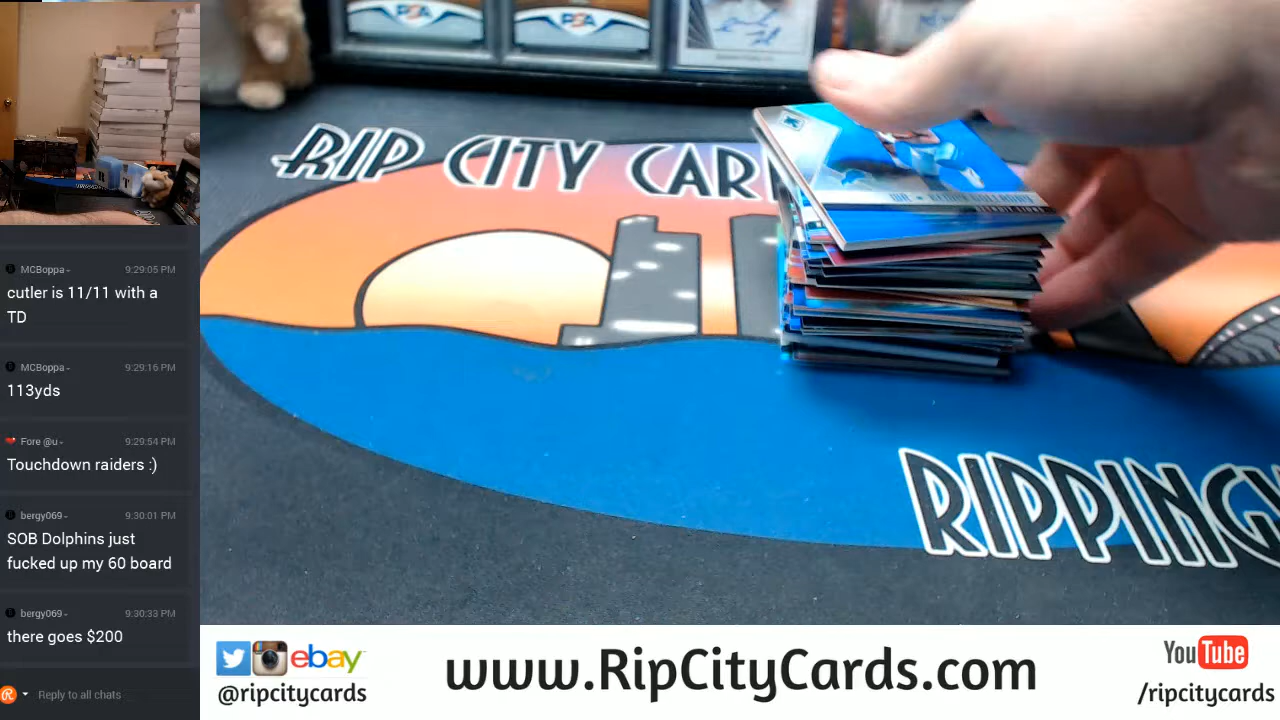 MCBoppa- 9:29:05 PM
cutler is 11/11 with a
TD
MCBoppa- 9:29:16 PM
113yds
Fore @u- 9:29:54 PM
Touchdown raiders :)
bergy069- 9:30:01 PM
SOB Dolphins just
fucked up my 60 board
bergy069- 9:30:33 PM
there goes $200
Reply to all chats
PSA PSA
RIP CITY CAR
RIPPING
ebay
@ripcitycards
www.RipCityCards.com
YouTube
/ripcitycards